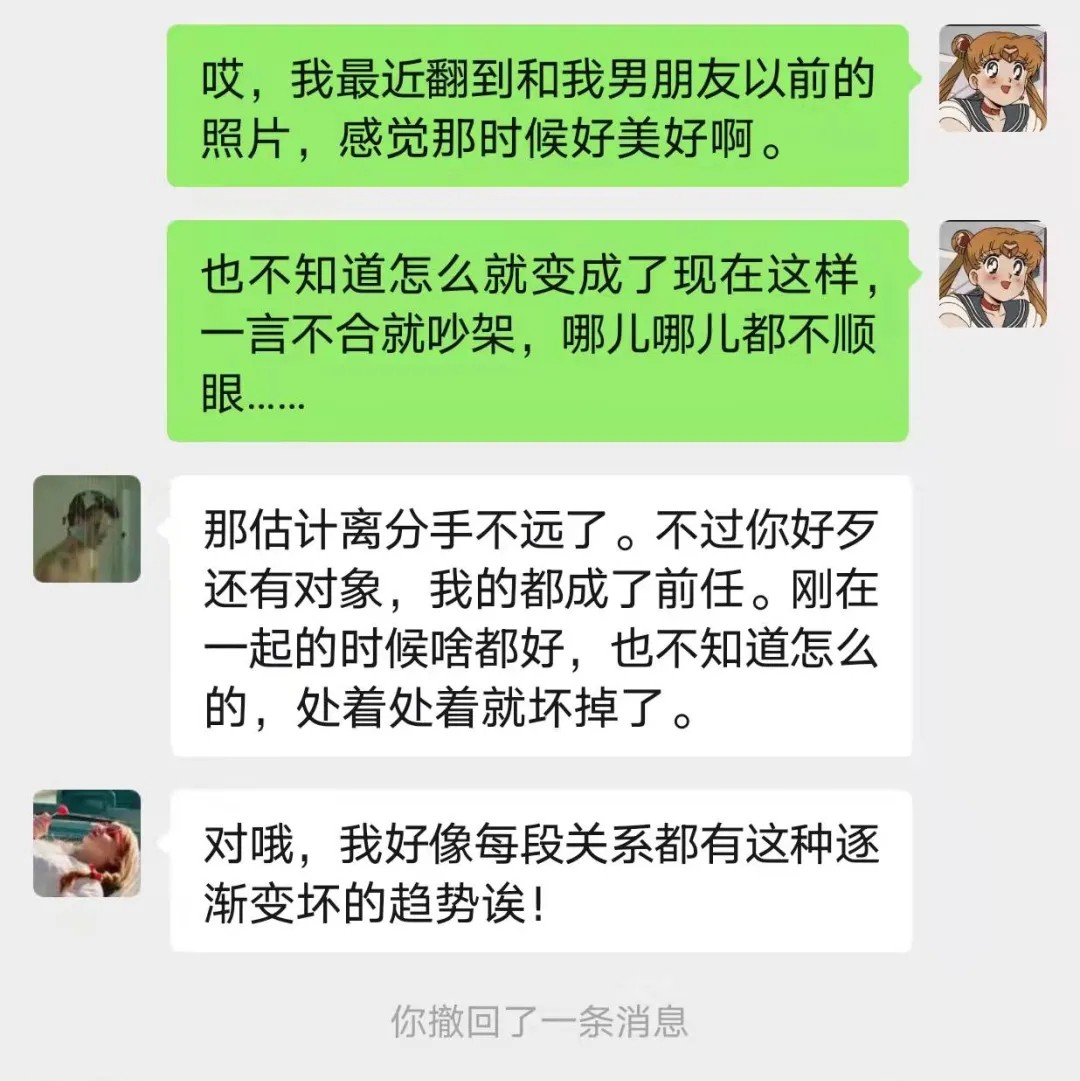 哎，我最近翻到和我男朋友以前的
照片，感觉那时候好美好啊。
也不知道怎么就变成了现在这样，
一言不合就吵架，哪儿哪儿都不顺
眼……
那估计离分手不远了。不过你好歹
还有对象，我的都成了前任。刚在
一起的时候啥都好，也不知道怎么
的，处着处着就坏掉了。
对哦，我好像每段关系都有这种逐
渐变坏的趋势诶！
你撤回了一条消息